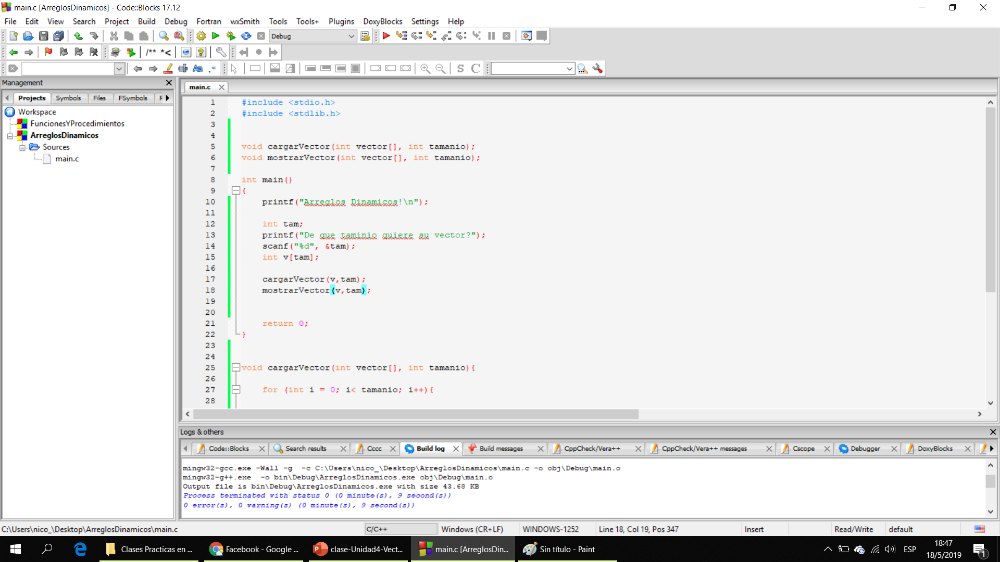 main.c [ArreglosDinamicos] - Code::Blocks 17.12
File Edit View Search Project Build Debug Fortran wxSmith Tools Tools+ Plugins DoxyBlocks Settings Help
Debug
/** *<
Aa .*
S C
Management
Projects Symbols Files FSymbols
Workspace
FuncionesYProcedimientos
ArreglosDinamicos
Sources
main.c
main.c
1 #include <stdio.h>
2 #include <stdlib.h>
3
4
5 void cargarVector(int vector[], int tamanio);
6 void mostrarVector(int vector[], int tamanio);
7
8 int main()
9 {
10 printf("Arreglos Dinamicos!\n");
11
12 int tam;
13 printf("De que taminio quiere su vector?");
14 scanf("%d", &tam);
15 int v[tam];
16
17 cargarVector(v,tam);
18 mostrarVector(v,tam);
19
20
21 return 0;
22 }
23
24
25 void cargarVector(int vector[], int tamanio){
26
27 for (int i = 0; i< tamanio; i++){
28
Logs & others
Code::Blocks Search results Cccc Build log Build messages CppCheck/Vera++ CppCheck/Vera++ messages Cscope Debugger DoxyBlocks
mingw32-gcc.exe -Wall -g -c C:\Users\nico_\Desktop\ArreglosDinamicos\main.c -o obj\Debug\main.o
mingw32-g++.exe -o bin\Debug\ArreglosDinamicos.exe obj\Debug\main.o
Output file is bin\Debug\ArreglosDinamicos.exe with size 43.68 KB
Process terminated with status 0 (0 minute(s), 9 second(s))
0 error(s), 0 warning(s) (0 minute(s), 9 second(s))
C:\Users\nico_\Desktop\ArreglosDinamicos\main.c C/C++ Windows (CR+LF) WINDOWS-1252 Line 18, Col 19, Pos 347 Insert Read/Write default
Clases Practicas en ... Facebook - Google ... clase-Unidad4-Vect... main.c [ArreglosDin... Sin título - Paint ESP
18:47
18/5/2019
1